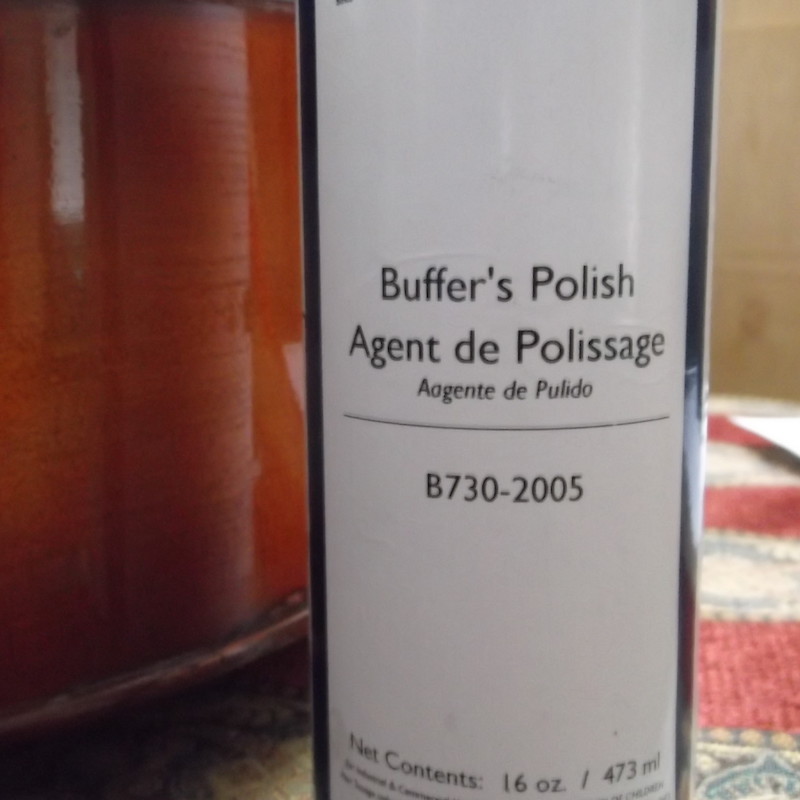 Buffer's Polish
Agent de Polissage
Aagente de Pulido
B730-2005
Net Contents: 16 oz. / 473 ml